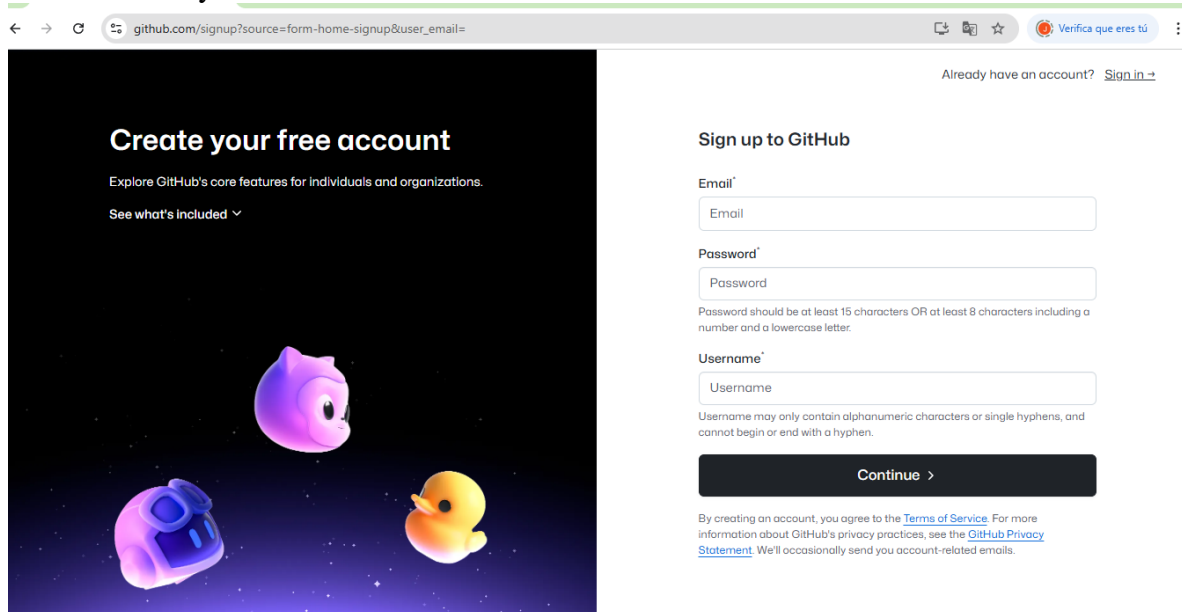 github.com/signup?source=form-home-signup&user_email=
Verifica que eres tú
Already have an account? Sign in →
Create your free account
Explore GitHub's core features for individuals and organizations.
See what's included
Sign up to GitHub
Email*
Email
Password*
Password
Password should be at least 15 characters OR at least 8 characters including a
number and a lowercase letter.
Username*
Username
Username may only contain alphanumeric characters or single hyphens, and
cannot begin or end with a hyphen.
Continue >
By creating an account, you agree to the Terms of Service. For more
information about GitHub's privacy practices, see the GitHub Privacy
Statement. We'll occasionally send you account-related emails.